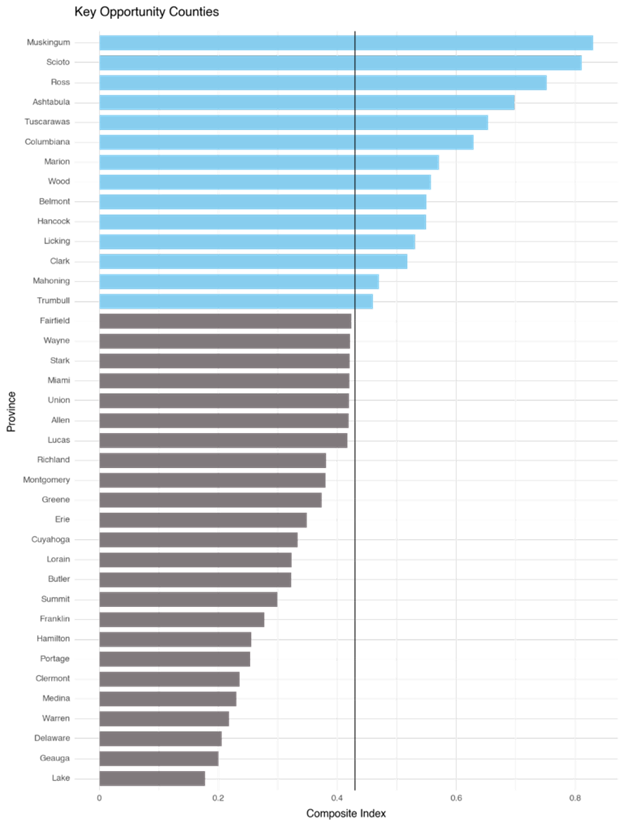 Key Opportunity Counties
Muskingum
Scioto
Ross
Ashtabula
Tuscarawas
Columbiana
Marion
Wood
Belmont
Hancock
Licking
Clark
Mahoning
Trumbull
Fairfield
Wayne
Stark
Miami
Union
Allen
Lucas
Richland
Montgomery
Greene
Erie
Cuyahoga
Lorain
Butler
Summit
Franklin
Hamilton
Portage
Clermont
Medina
Warren
Delaware
Geauga
Lake
Province
0 0.2 0.4 0.6 0.8
Composite Index